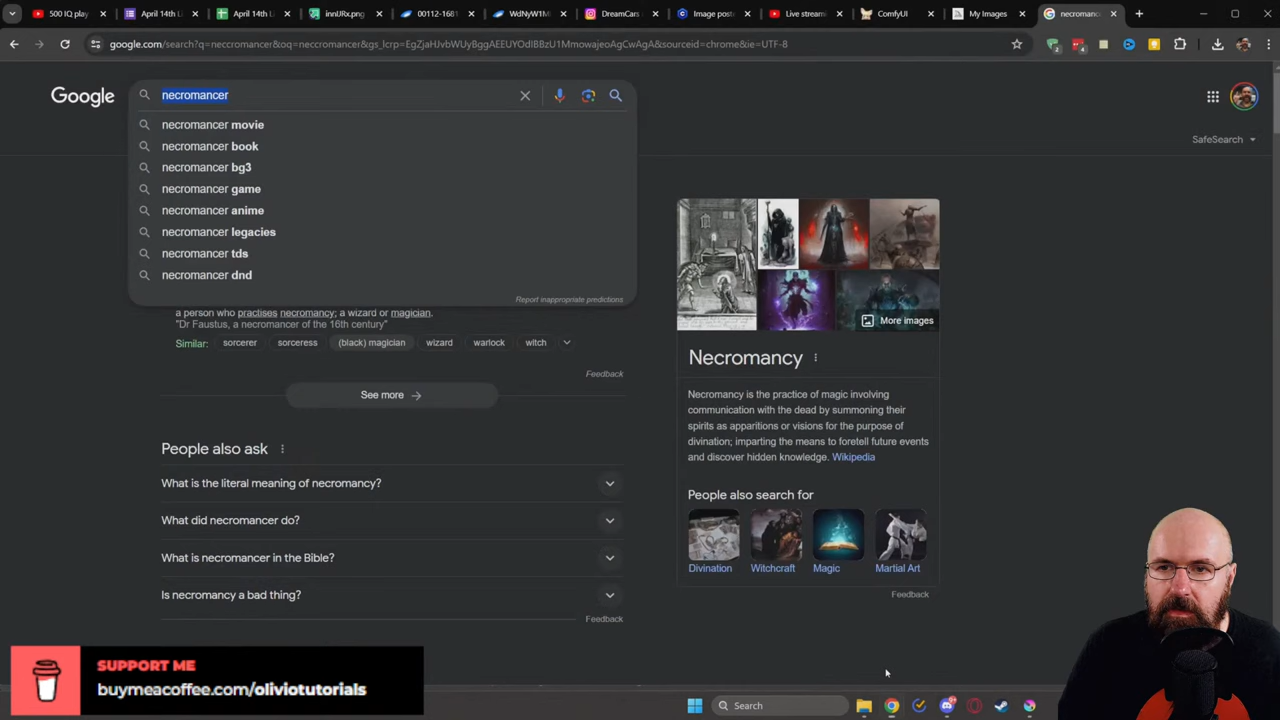 500 IQ play
April 14th Li
April 14th Li
innIJRx.png
00112-1681
WdNyW1M
DreamCars
Image post
Live stream
ComfyUI
My Images
necroman
google.com/search?q=neccromancer&oq=neccromancer&gs_lcrp=EgZjaHJvbWUyBggAEEUYOdIBBzU1MmowajeoAgCwAgA&sourceid=chrome&ie=UTF-8
Google
necromancer
SafeSearch
necromancer movie
necromancer book
necromancer bg3
necromancer game
necromancer anime
necromancer legacies
necromancer tds
necromancer dnd
Report inappropriate predictions
a person who practises necromancy; a wizard or magician.
"Dr Faustus, a necromancer of the 16th century"
Similar: sorcerer sorceress (black) magician wizard warlock witch
Feedback
See more
People also ask
What is the literal meaning of necromancy?
What did necromancer do?
What is necromancer in the Bible?
Is necromancy a bad thing?
Feedback
More images
Necromancy
Necromancy is the practice of magic involving
communication with the dead by summoning their
spirits as apparitions or visions for the purpose of
divination; imparting the means to foretell future events
and discover hidden knowledge. Wikipedia
People also search for
Divination Witchcraft Magic Martial Art
Feedback
SUPPORT ME
buymeacoffee.com/oliviotutorials
Search